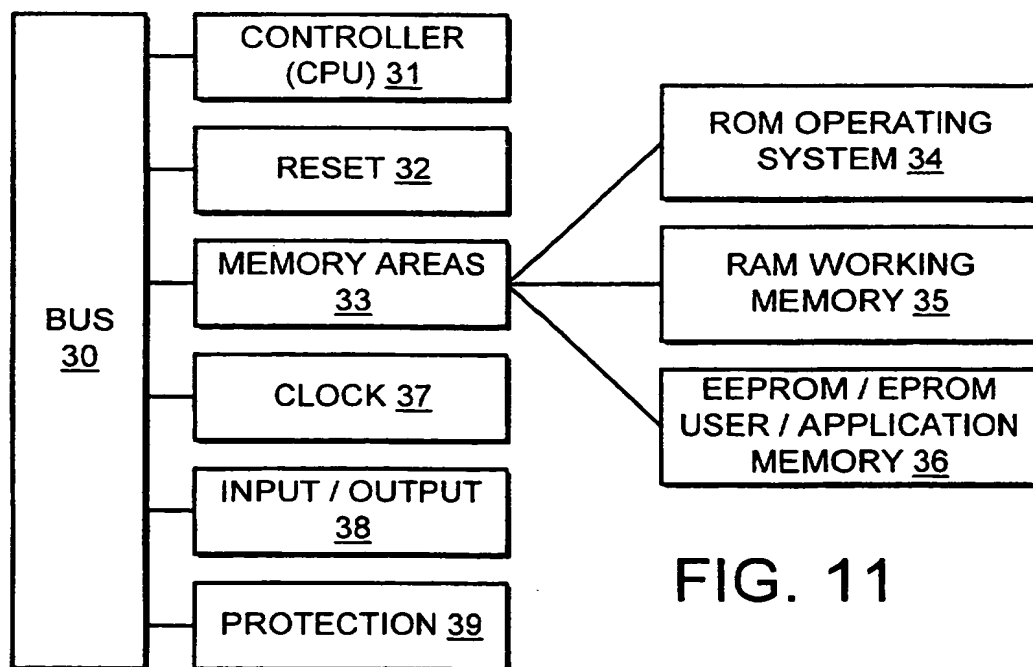 BUS
30
CONTROLLER
(CPU) 31
RESET 32
MEMORY AREAS
33
CLOCK 37
INPUT / OUTPUT
38
PROTECTION 39
ROM OPERATING
SYSTEM 34
RAM WORKING
MEMORY 35
EEPROM / EPROM
USER / APPLICATION
MEMORY 36
FIG. 11